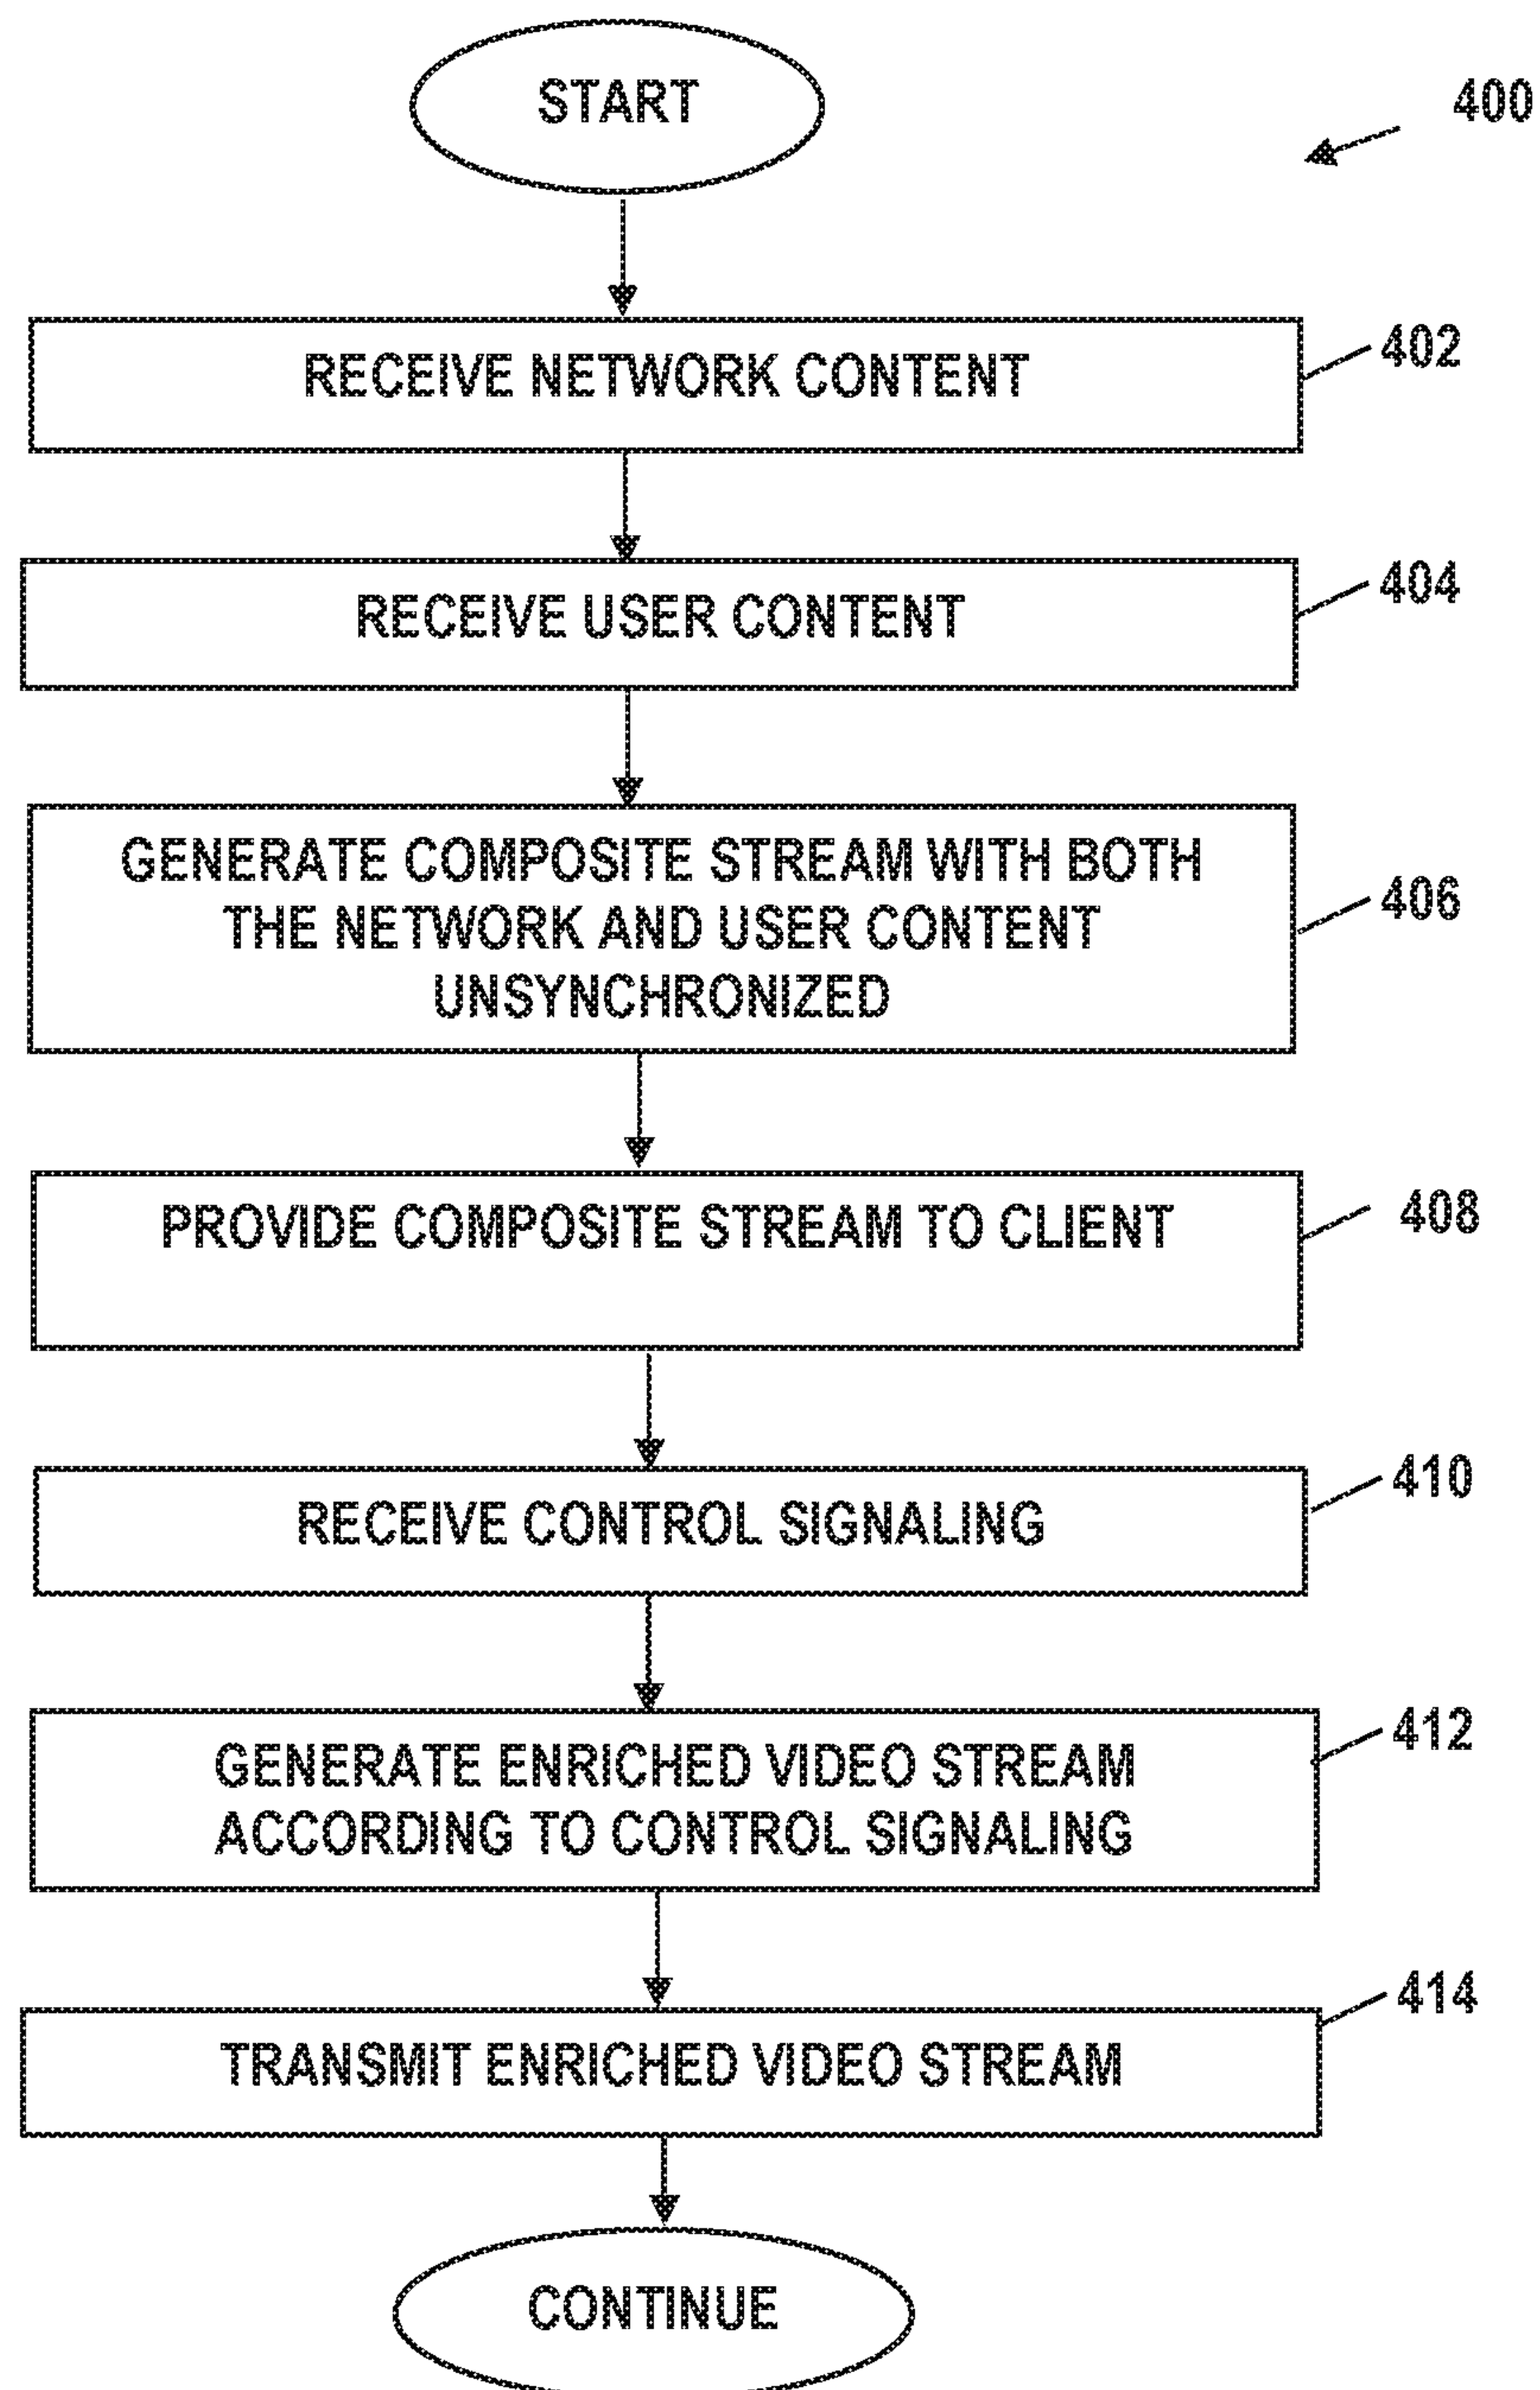 START
400
RECEIVE NETWORK CONTENT
402
RECEIVE USER CONTENT
404
GENERATE COMPOSITE STREAM WITH BOTH
THE NETWORK AND USER CONTENT
UNSYNCHRONIZED
406
PROVIDE COMPOSITE STREAM TO CLIENT
408
RECEIVE CONTROL SIGNALING
410
GENERATE ENRICHED VIDEO STREAM
ACCORDING TO CONTROL SIGNALING
412
TRANSMIT ENRICHED VIDEO STREAM
414
CONTINUE